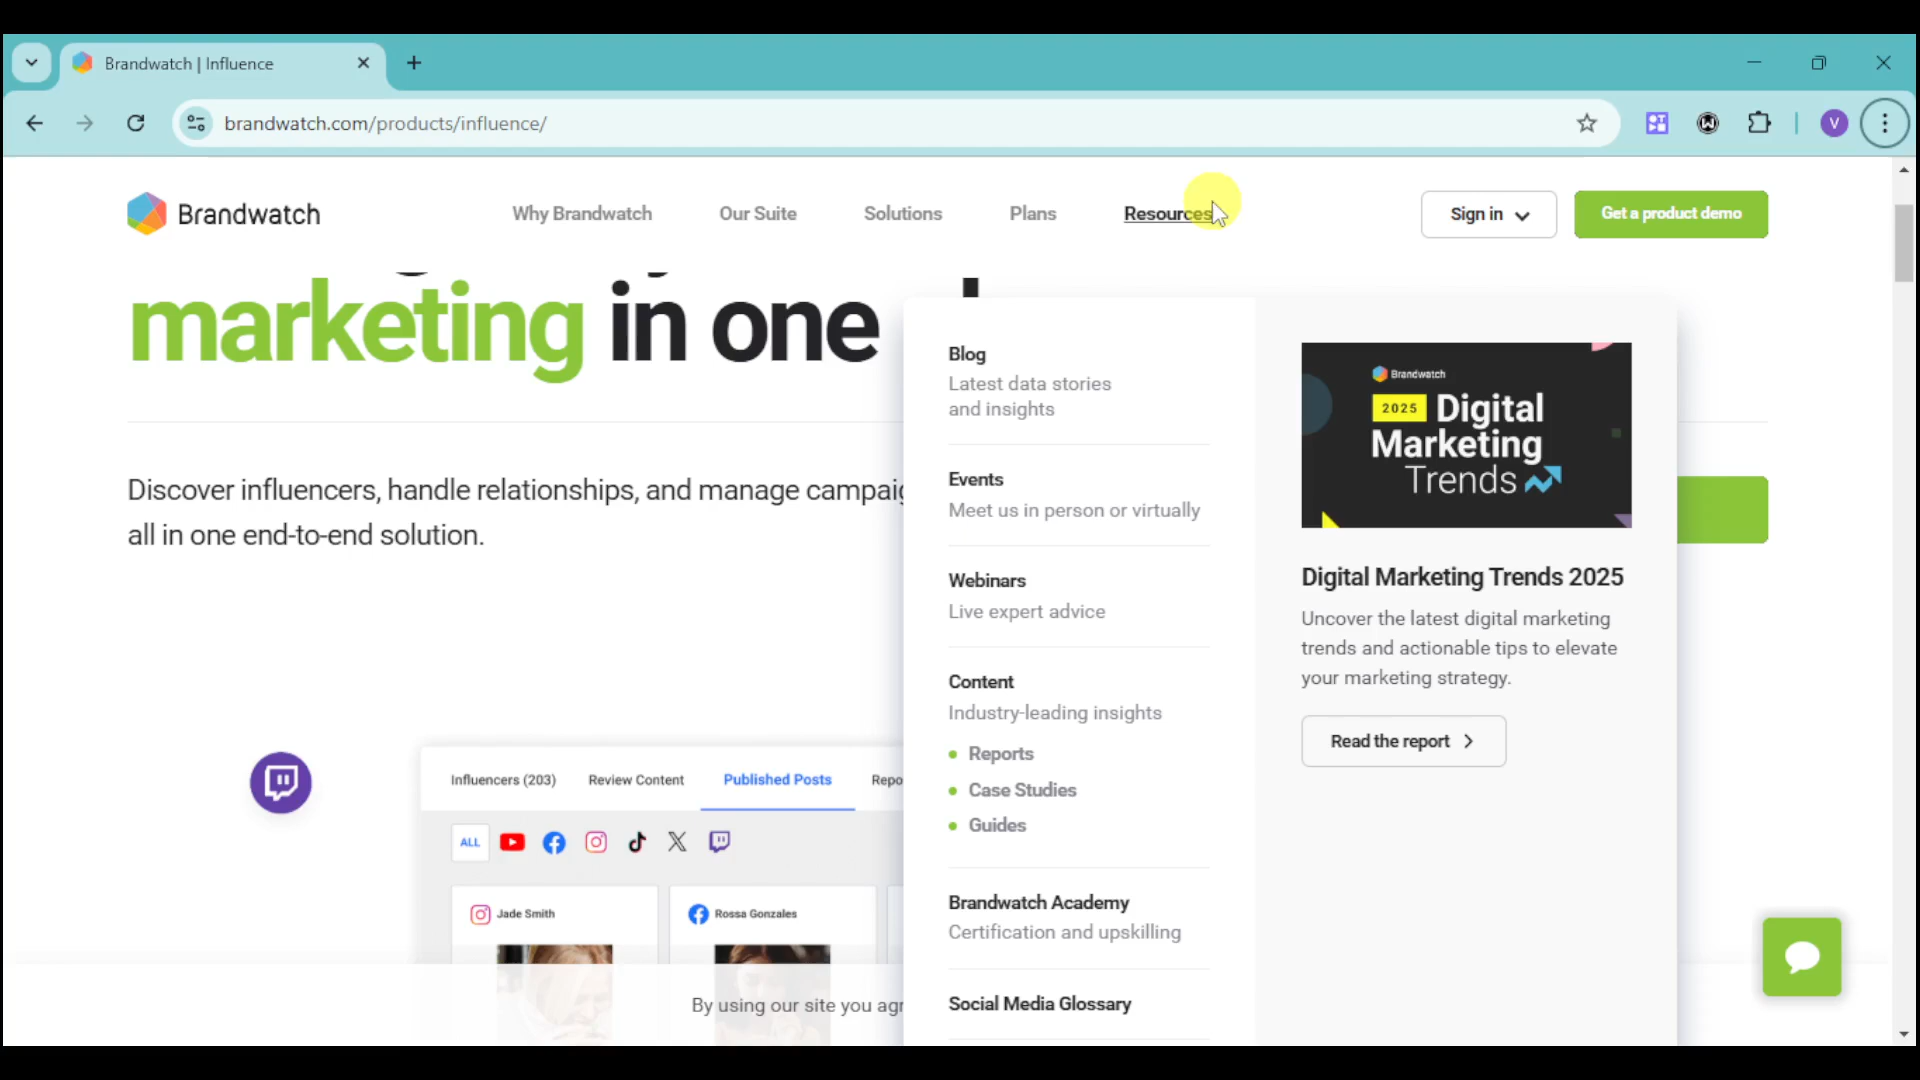 Brandwatch | Influence
brandwatch.com/products/influence/
V
Brandwatch
Why Brandwatch
Our Suite
Solutions
Plans
Resources
Sign in
Get a product demo
marketing in one
Discover influencers, handle relationships, and manage campaig
all in one end-to-end solution.
Blog
Latest data stories
and insights
Events
Meet us in person or virtually
Webinars
Live expert advice
Content
Industry-leading insights
Reports
Case Studies
Guides
Brandwatch Academy
Certification and upskilling
Social Media Glossary
Brandwatch
2025 Digital
Marketing
Trends
Digital Marketing Trends 2025
Uncover the latest digital marketing
trends and actionable tips to elevate
your marketing strategy.
Read the report
Influencers (203)
Review Content
Published Posts
Repo
ALL
Jade Smith
Rossa Gonzales
By using our site you agr